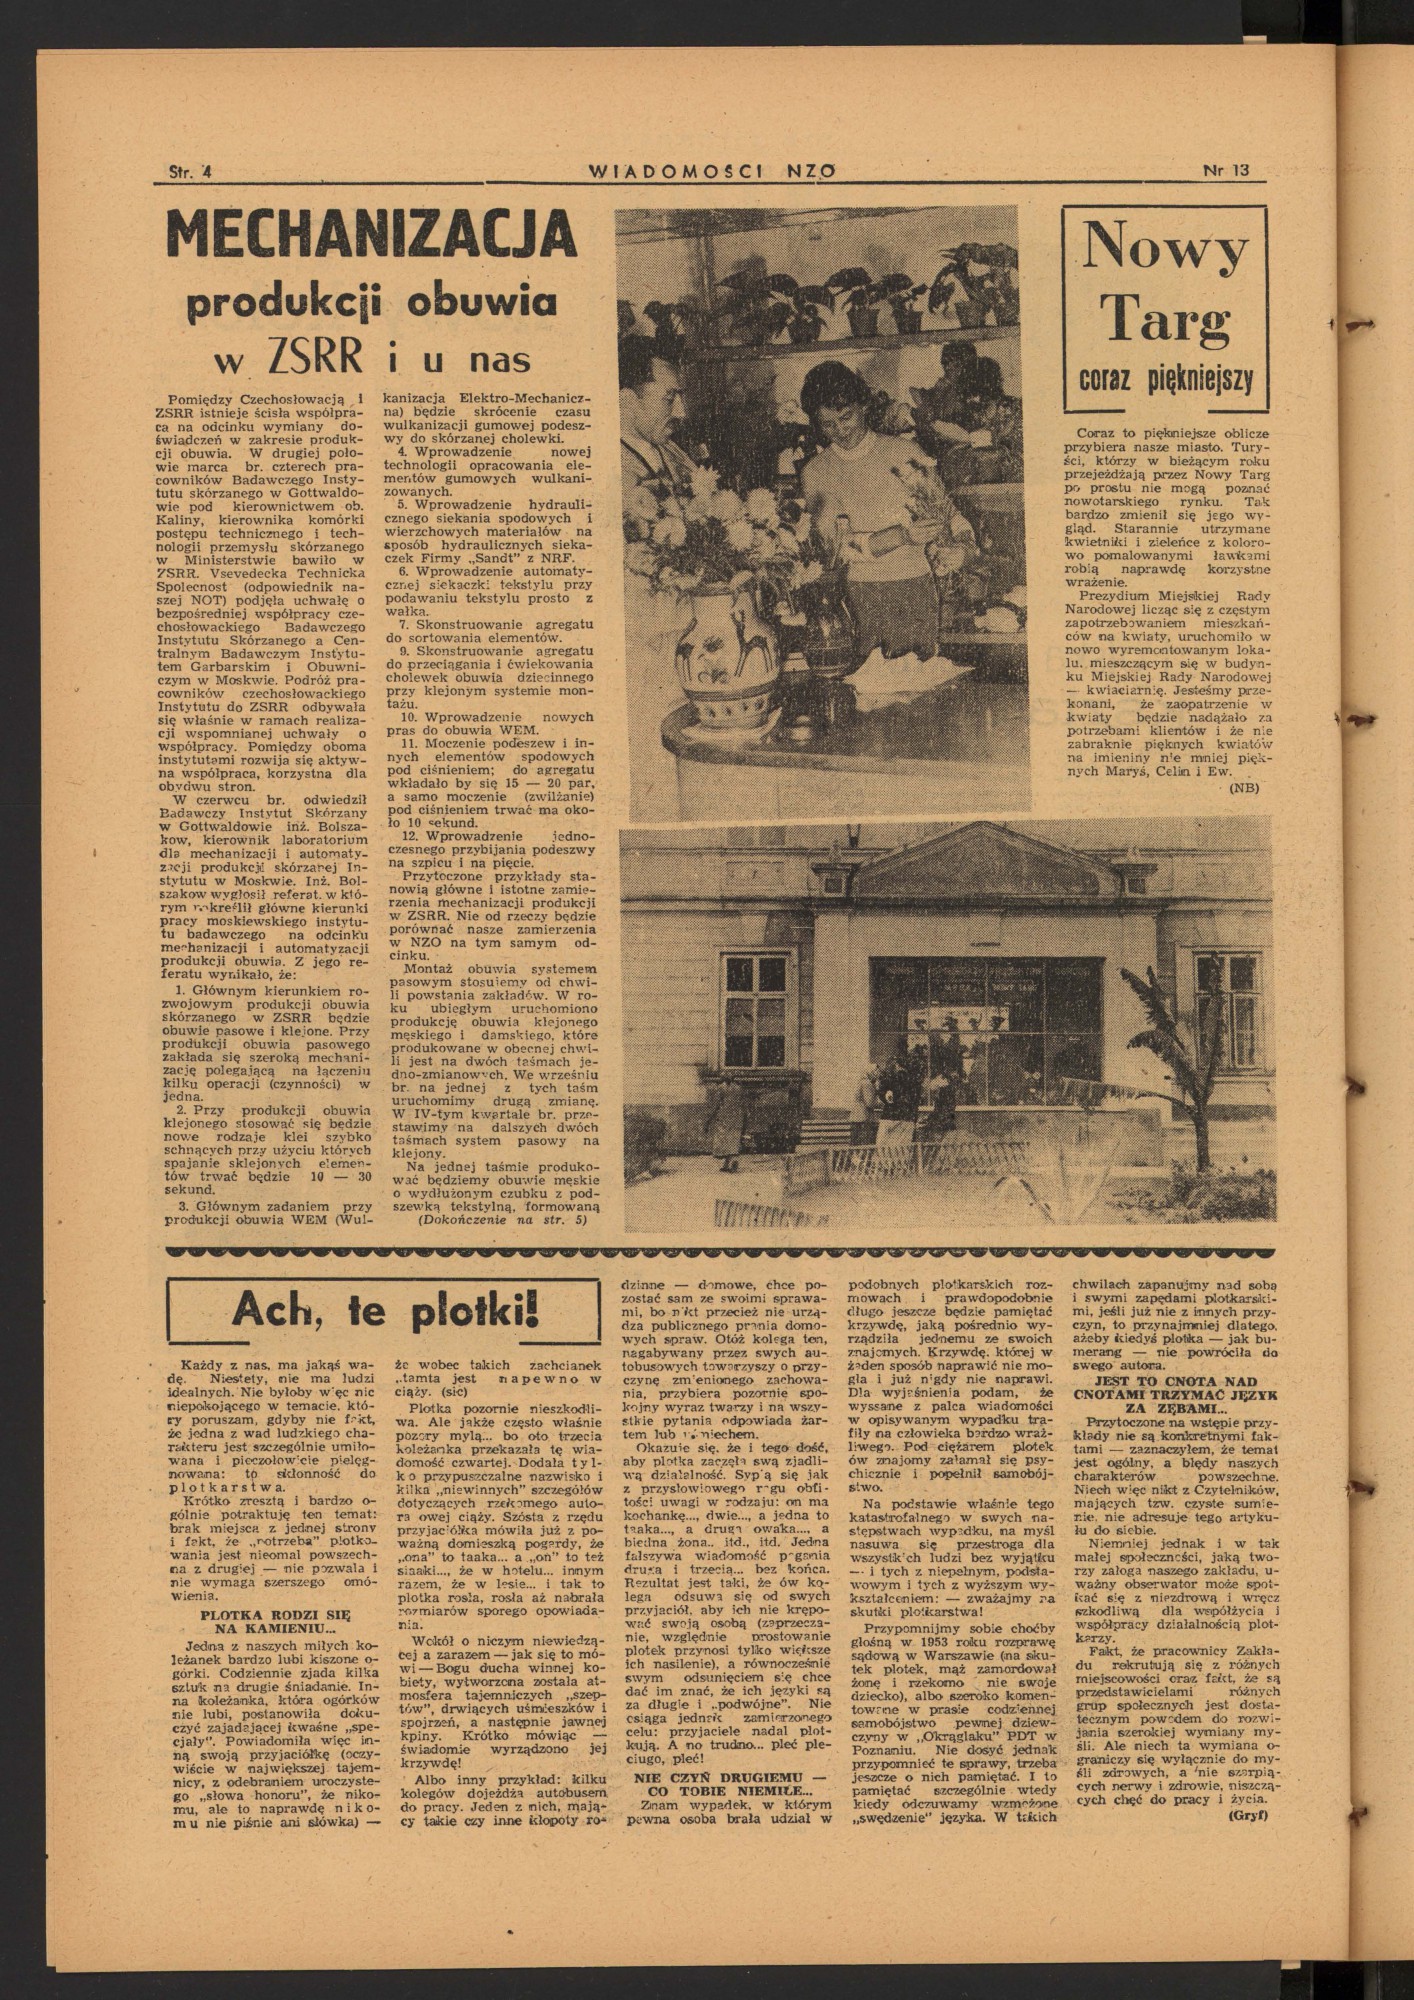 Str. 4
WIADOMOŚCI NZO
Nr 13
MECHANIZACJA
produkcji obuwia
w ZSRR i u nas
Pomiędzy Czechosłowacją i
ZSRR istnieje ścisła współpra-
ca na odcinku wymiany do-
świadczeń w zakresie produk-
cji obuwia. W drugiej poło-
wie marca br. czterech pra-
cowników Badawczego Insty-
tutu skórzanego w Gottwaldo-
wie pod kierownictwem ob.
Kaliny, kierownika komórki
postępu technicznego i tech-
nologii przemysłu skórzanego
w Ministerstwie bawiło w
ZSRR. Vsevedecka Technicka
Spolecnost (odpowiednik na-
szej NOT) podjęła uchwałę o
bezpośredniej współpracy cze-
chosłowackiego Badawczego
Instytutu Skórzanego a Cen-
tralnym Badawczym Instytu-
tem Garbarskim i Obuwni-
czym w Moskwie. Podróż pra-
cowników czechosłowackiego
Instytutu do ZSRR odbywała
się właśnie w ramach realiza-
cji wspomnianej uchwały o
współpracy. Pomiędzy oboma
instytutami rozwija się aktyw-
na współpraca, korzystna dla
obydwu stron.
W czerwcu br. odwiedził
Badawczy Instytut Skórzany
w Gottwaldowie inż. Bolsza-
kow, kierownik laboratorium
dla mechanizacji i automaty-
zacji produkcji skórzanej In-
stytutu w Moskwie. Inż. Bol-
szakow wygłosił referat, w któ-
rym nakreślił główne kierunki
pracy moskiewskiego instytu-
tu badawczego na odcinku
mechanizacji i automatyzacji
produkcji obuwia. Z jego re-
feratu wynikało, że:
1. Głównym kierunkiem ro-
zwojowym produkcji obuwia
skórzanego w ZSRR będzie
obuwie pasowe i klejone. Przy
produkcji obuwia pasowego
zakłada się szeroką mechani-
zację polegającą na łączeniu
kilku operacji (czynności) w
jedna.
2. Przy produkcji obuwia
klejonego stosować się będzie
nowe rodzaje klei szybko
schnących przy użyciu których
spajanie sklejonych elemen-
tów trwać będzie 10 — 30
sekund.
3. Głównym zadaniem przy
produkcji obuwia WEM (Wul-
kanizacja Elektro-Mechanicz-
na) będzie skrócenie czasu
wulkanizacji gumowej podesz-
wy do skórzanej cholewki.
4. Wprowadzenie nowej
technologii opracowania ele-
mentów gumowych wulkani-
zowanych.
5. Wprowadzenie hydrauli-
cznego siekania spodowych i
wierzchowych materiałów na
sposób hydraulicznych sieka-
czek Firmy „Sandt" z NRF.
6. Wprowadzenie automaty-
cznej siekaczki tekstylu przy
podawaniu tekstylu prosto z
wałka.
7. Skonstruowanie agregatu
do sortowania elementów.
9. Skonstruowanie agregatu
do przeciągania i ćwiekowania
cholewek obuwia dziecinnego
przy klejonym systemie mon-
tażu.
10. Wprowadzenie nowych
pras do obuwia WEM.
11. Moczenie podeszew i in-
nych elementów spodowych
pod ciśnieniem; do agregatu
wkładało by się 15 — 20 par,
a samo moczenie (zwilżanie)
pod ciśnieniem trwać ma oko-
ło 10 sekund.
12. Wprowadzenie jedno-
czesnego przybijania podeszwy
na szpicu i na pięcie.
Przytoczone przykłady sta-
nowią główne i istotne zamie-
rzenia mechanizacji produkcji
w ZSRR. Nie od rzeczy będzie
porównać nasze zamierzenia
w NZO na tym samym od-
cinku.
Montaż obuwia systemem
pasowym stosujemy od chwi-
li powstania zakładów. W ro-
ku ubiegłym uruchomiono
produkcję obuwia klejonego
męskiego i damskiego, które
produkowane w obecnej chwi-
li jest na dwóch taśmach je-
dno-zmianowych, We wrześniu
br. na jednej z tych taśm
uruchomimy drugą zmianę.
W IV-tym kwartale br. prze-
stawimy na dalszych dwóch
taśmach system pasowy na
klejony.
Na jednej taśmie produko-
wać będziemy obuwie męskie
o wydłużonym czubku z pod-
szewką tekstylną, formowaną
(Dokończenie na str. 5)
Nowy
Targ
coraz piękniejszy
Coraz to piękniejsze oblicze
przybiera nasze miasto. Tury-
ści, którzy w bieżącym roku
przejeżdżają przez Nowy Targ
po prostu nie mogą poznać
nowotarskiego rynku. Tak
bardzo zmienił się jego wy-
gląd. Starannie utrzymane
kwietniki i zieleńce z koloro-
wo pomalowanymi ławkami
robią naprawdę korzystne
wrażenie.
Prezydium Miejskiej Rady
Narodowej licząc się z częstym
zapotrzebowaniem mieszkań-
ców na kwiaty, uruchomiło w
nowo wyremontowanym loka-
lu, mieszczącym się w budyn-
ku Miejskiej Rady Narodowej
— kwiaciarnię. Jesteśmy prze-
konani, że zaopatrzenie w
kwiaty będzie nadążało za
potrzebami klientów i że nie
zabraknie pięknych kwiatów
na imieniny nie mniej pięk-
nych Maryś, Celin i Ew.
(NB)
Ach, te plotki!
Każdy z nas, ma jakąś wa-
dę. Niestety, nie ma ludzi
idealnych. Nie byłoby więc nic
niepokojącego w temacie, któ-
ry poruszam, gdyby nie fakt,
że jedna z wad ludzkiego cha-
rakteru jest szczególnie umiło-
wana i pieczołowicie pielęg-
nowana: to skłonność do
plotkarstwa.
Krótko zresztą i bardzo o-
gólnie potraktuję ten temat:
brak miejsca z jednej strony
i fakt, że „potrzeba" plotko-
wania jest nieomal powszech-
na z drugiej — nie pozwala i
nie wymaga szerszego omó-
wienia.
PLOTKA RODZI SIĘ
NA KAMIENIU...
Jedna z naszych miłych ko-
leżanek bardzo lubi kiszone o-
górki. Codziennie zjada kilka
sztuk na drugie śniadanie. In-
na koleżanka, która ogórków
nie lubi, postanowiła doku-
czyć zajadającej kwaśne „spe-
cjały". Powiadomiła więc in-
ną swoją przyjaciółkę (oczy-
wiście w największej tajem-
nicy, z odebraniem uroczyste-
go „słowa honoru", że niko-
mu, ale to naprawdę niko-
mu nie piśnie ani słówka) —
że wobec takich zachcianek
„tamta jest napewno w
ciąży. (sic)
Plotka pozornie nieszkodli-
wa. Ale jakże często właśnie
pozory mylą... bo oto trzecia
koleżanka przekazała tę wia-
domość czwartej. Dodała tyl-
ko przypuszczalne nazwisko i
kilka „niewinnych" szczegółów
dotyczących rzekomego auto-
ra owej ciąży. Szósta z rzędu
przyjaciółka mówiła już z po-
ważną domieszką pogardy, że
„ona" to taaka... a „on" to też
siaaki..., że w hotelu... innym
razem, że w lesie... i tak to
plotka rosła, rosła aż nabrała
rozmiarów sporego opowiada-
nia.
Wokół o niczym niewiedzą-
cej a zarazem — jak się to mó-
wi — Bogu ducha winnej ko-
biety, wytworzona została at-
mosfera tajemniczych „szep-
tów", drwiących uśmieszków i
spojrzeń, a następnie jawnej
kpiny. Krótko mówiąc —
świadomie wyrządzono jej
krzywdę!
Albo inny przykład: kilku
kolegów dojeżdża autobusem
do pracy. Jeden z nich, mają-
cy takie czy inne kłopoty ro-
dzinne — domowe, chce po-
zostać sam ze swoimi sprawa-
mi, bo nikt przecież nie urzą-
dza publicznego prania domo-
wych spraw. Otóż kolega ten,
nagabywany przez swych au-
tobusowych towarzyszy o przy-
czynę zmienionego zachowa-
nia, przybiera pozornie spo-
kojny wyraz twarzy i na wszy-
stkie pytania odpowiada żar-
tem lub uśmiechem.
Okazuje się, że i tego dość,
aby plotka zaczęła swą zjadli-
wą działalność. Sypią się jak
z przysłowiowego rogu obfi-
tości uwagi w rodzaju: on ma
kochankę..., dwie..., a jedna to
taaka..., a druga owaka..., a
biedna żona.. itd., itd. Jedna
fałszywa wiadomość pogania
drugą i trzecią... bez końca.
Rezultat jest taki, że ów ko-
lega odsuwa się od swych
przyjaciół, aby ich nie krępo-
wać swoją osobą (zaprzecza-
nie, względnie prostowanie
plotek przynosi tylko większe
ich nasilenie), a równocześnie
swym odsunięciem się chce
dać im znać, że ich języki są
za długie i „podwójne". Nie
osiąga jednak zamierzonego
celu: przyjaciele nadal plot-
kują. A no trudno... pleć ple-
ciugo, pleć!
NIE CZYŃ DRUGIEMU —
CO TOBIE NIEMIŁE...
Znam wypadek, w którym
pewna osoba brała udział w
podobnych plotkarskich roz-
mowach i prawdopodobnie
długo jeszcze będzie pamiętać
krzywdę, jaką pośrednio wy-
rządziła jednemu ze swoich
znajomych. Krzywdę, której w
żaden sposób naprawić nie mo-
gła i już nigdy nie naprawi.
Dla wyjaśnienia podam, że
wyssane z palca wiadomości
w opisywanym wypadku tra-
fiły na człowieka bardzo wraż-
liwego. Pod ciężarem plotek
ów znajomy załamał się psy-
chicznie i popełnił samobój-
stwo.
Na podstawie właśnie tego
katastrofalnego w swych na-
stępstwach wypadku, na myśl
nasuwa się przestroga dla
wszystkich ludzi bez wyjątku
— i tych z niepełnym, podsta-
wowym i tych z wyższym wy-
kształceniem: — zważajmy na
skutki plotkarstwa!
Przypomnijmy sobie choćby
głośną w 1953 roku rozprawę
sądową w Warszawie (na sku-
tek plotek, mąż zamordował
żonę i rzekomo nie swoje
dziecko), albo szeroko komen-
towane w prasie codziennej
samobójstwo pewnej dziew-
czyny w „Okrąglaku" PDT w
Poznaniu. Nie dosyć jednak
przypomnieć te sprawy, trzeba
jeszcze o nich pamiętać. I to
pamiętać szczególnie wtedy
kiedy odczuwamy wzmożone
„swędzenie" języka. W takich
chwilach zapanujmy nad sobą
i swymi zapędami plotkarski-
mi, jeśli już nie z innych przy-
czyn, to przynajmniej dlatego,
ażeby kiedyś plotka — jak bu-
merang — nie powróciła do
swego autora.
JEST TO CNOTA NAD
CNOTAMI TRZYMAĆ JĘZYK
ZA ZĘBAMI...
Przytoczone na wstępie przy-
kłady nie są konkretnymi fak-
tami — zaznaczyłem, że temat
jest ogólny, a błędy naszych
charakterów powszechne.
Niech więc nikt z Czytelników,
mających tzw. czyste sumie-
nie, nie adresuje tego artyku-
łu do siebie.
Niemniej jednak i w tak
małej społeczności, jaką two-
rzy załoga naszego zakładu, u-
ważny obserwator może spot-
kać się z niezdrową i wręcz
szkodliwą dla współżycia i
współpracy działalnością plot-
karzy.
Fakt, że pracownicy Zakła-
du rekrutują się z różnych
miejscowości oraz fakt, że są
przedstawicielami różnych
grup społecznych jest dosta-
tecznym powodem do rozwi-
jania szerokiej wymiany my-
śli. Ale niech ta wymiana o-
graniczy się wyłącznie do my-
śli zdrowych, a nie szarpią-
cych nerwy i zdrowie, niszczą-
cych chęć do pracy i życia.
(Gryf)